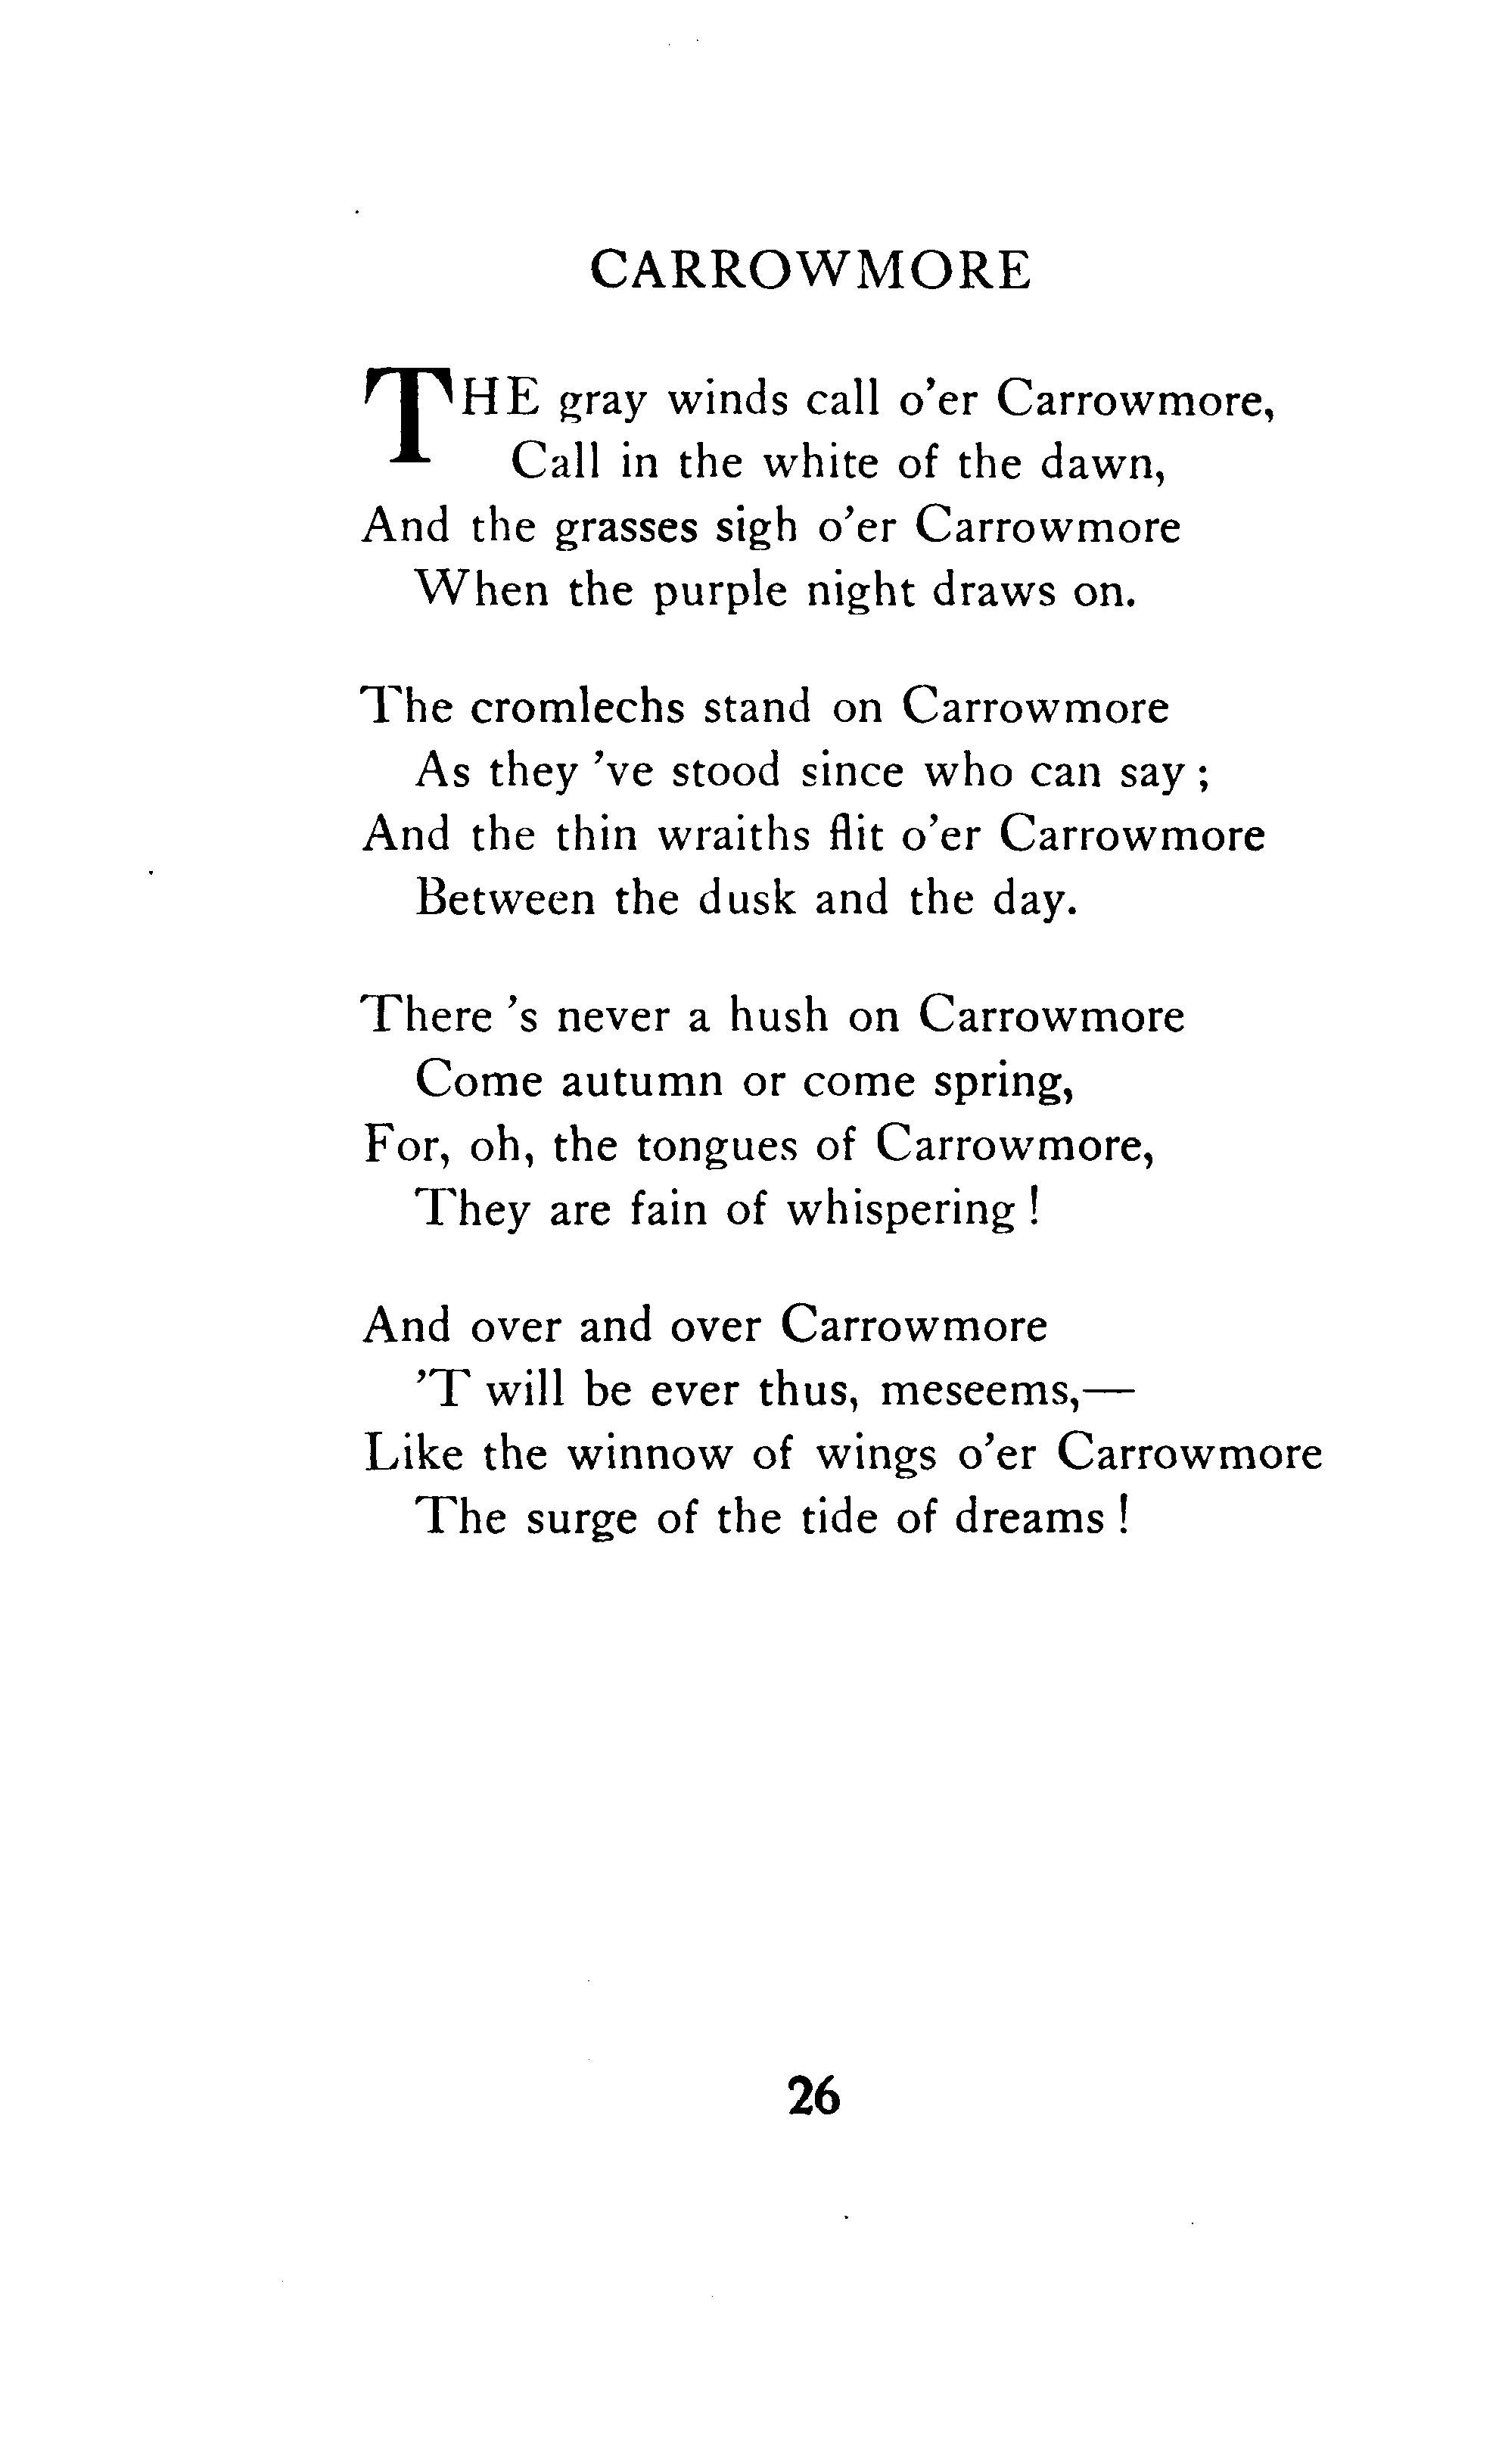 CARROWMORE
THE gray winds call o'er Carrowmore,
Call in the white of the dawn,
And the grasses sigh o'er Carrowmore
When the purple night draws on.
The cromlechs stand on Carrowmore
As they 've stood since who can say ;
And the thin wraiths flit o'er Carrowmore
Between the dusk and the day.
There 's never a hush on Carrowmore
Come autumn or come spring,
For, oh, the tongues of Carrowmore,
They are fain of whispering !
And over and over Carrowmore
'T will be ever thus, meseems,—
Like the winnow of wings o'er Carrowmore
The surge of the tide of dreams !
26